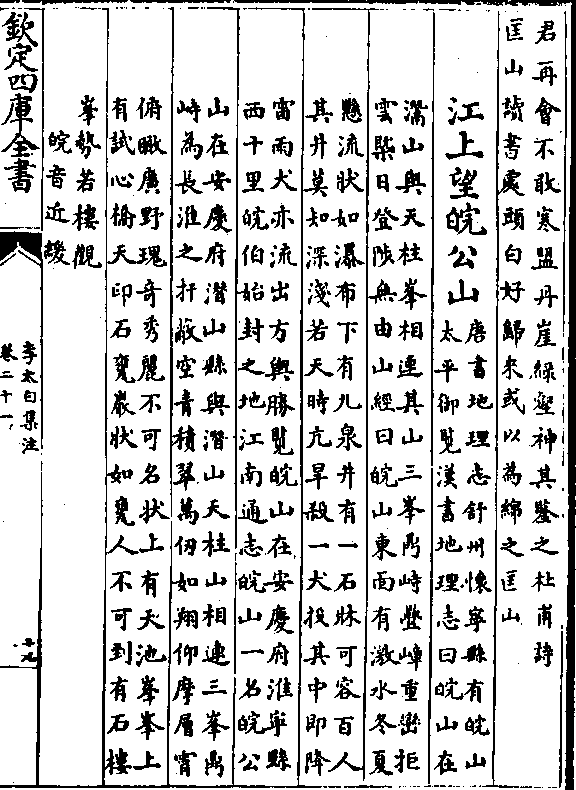 君再會不敢寒盟丹崖綠壑神其鑒之杜甫詩
匡山讀書處頭白好歸來或以為綿之匡山
江上望皖公山
唐書地理志舒州懷寧縣有皖山
太平御覽漢書地理志曰皖山在
灊山與天柱峯相連其山三峯鼎峙疊嶂重巒拒
雲槩日登陟無由山經曰皖山東面有激水冬夏
懸流狀如瀑布下有九泉井有一石牀可容百人
其井莫知深淺若天時亢旱殺一犬投其中即降
雷雨犬亦流出方輿勝覽皖山在安慶府淮寧縣
西十里皖伯始封之地江南通志皖山一名皖公
山在安慶府潛山縣與潛山天柱山相連三峯鼎
峙為長淮之扞蔽空青積翠萬仞如翔仰摩層霄
俯瞰廣野瑰奇秀麗不可名狀上有天池峯峯上
有試心橋天印石甕巖狀如甕人不可到有石樓
峯勢若樓觀
皖音近緩
欽定四庫全書
李太白集注
卷二十一